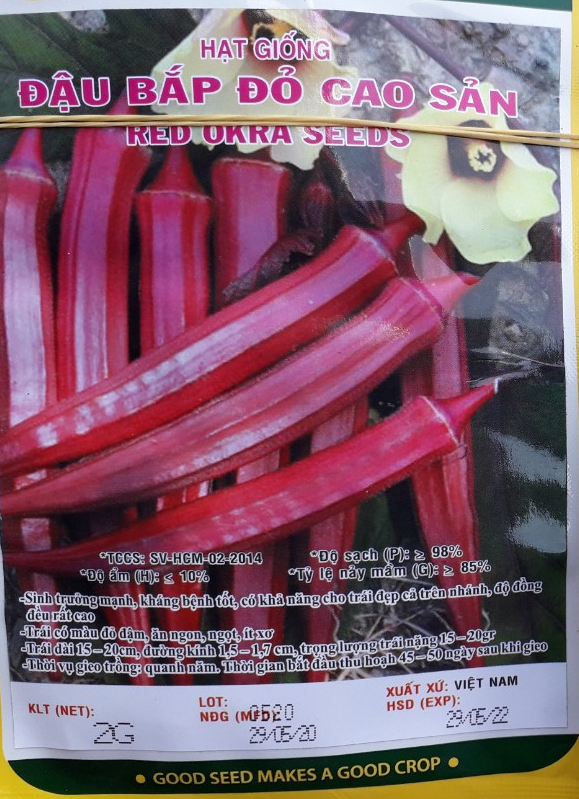 HẠT GIỐNG
ĐẬU BẮP ĐỎ CAO SẢN
RED OKRA SEEDS
*TCCS: SV-HCM-02-2014 *Độ sạch (P): ≥ 98%
*Độ ẩm (H): ≤ 10% *Tỷ lệ nảy mầm (G): ≥ 85%
-Sinh trưởng mạnh, kháng bệnh tốt, có khả năng cho trái đẹp cả trên nhánh, độ đồng
đều rất cao
-Trái có màu đỏ đậm, ăn ngon, ngọt, ít xơ
-Trái dài 15 – 20cm, đường kính 1,5 – 1,7 cm, trọng lượng trái nặng 15 – 20gr
-Thời vụ gieo trồng: quanh năm. Thời gian bắt đầu thu hoạch 45 – 50 ngày sau khi gieo
KLT (NET): 2G
LOT: 0520
NDG (MFD): 29/05/20
XUẤT XỨ: VIỆT NAM
HSD (EXP): 29/05/22
• GOOD SEED MAKES A GOOD CROP •